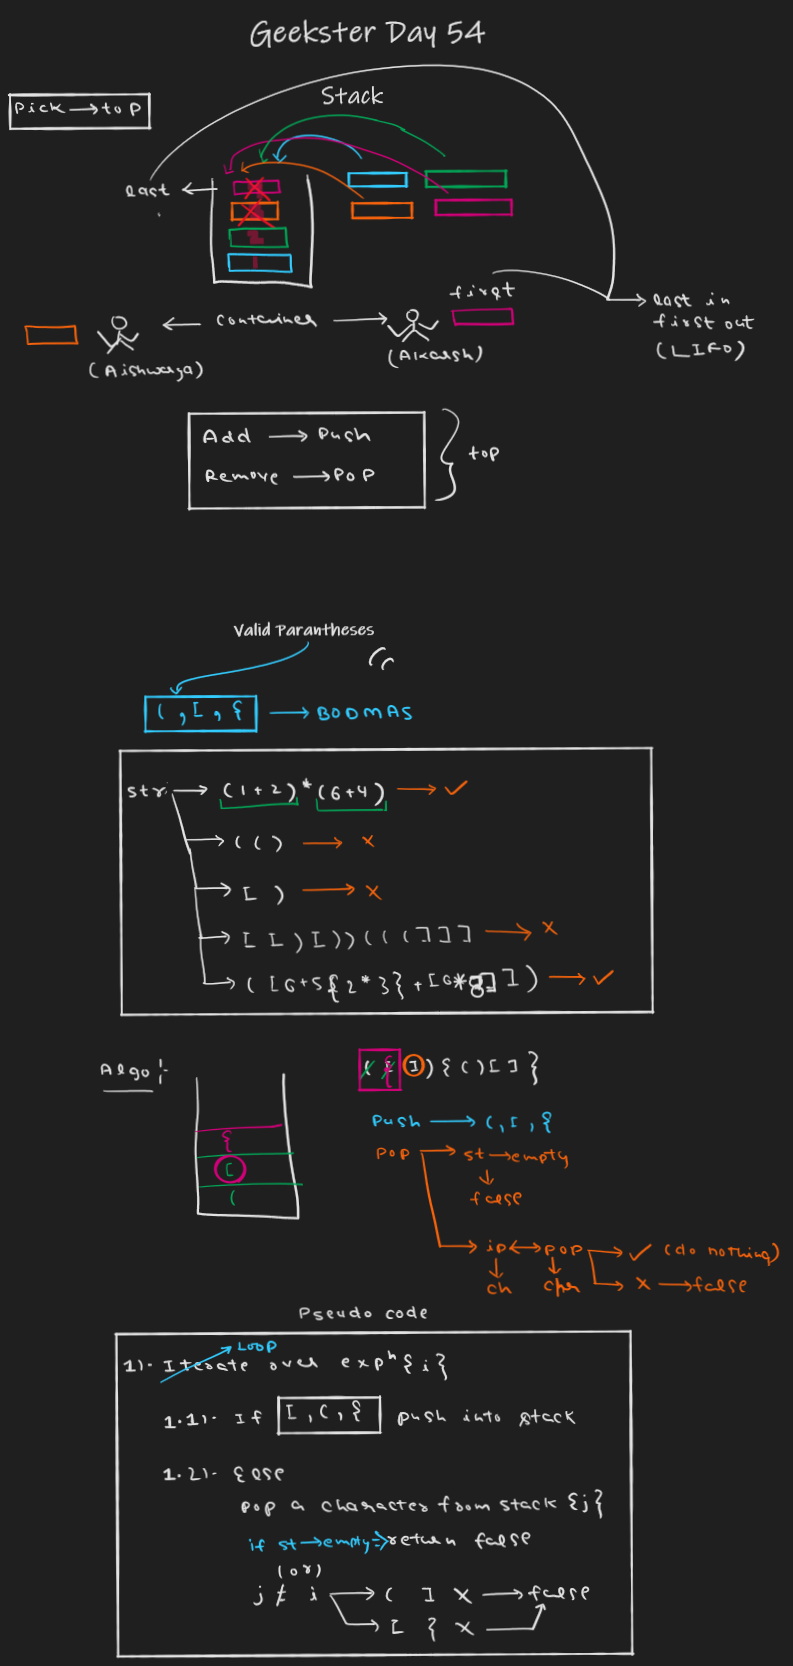 Geekster Day 54
Stack
Pick → top
last ←
first
← container →
(Aishwarya)
(Akarsh)
→ last in
first out
(LIFO)
Add → Push
Remove → POP
} top
Valid Parantheses
( , [ , { → BODMAS
str → (1+2)*(6+4) → ✓
→ (() → x
→ [ ) → x
→ [ [ ) [ ) ) ( ( ( ] ] ] → x
→ ( [6+5{2*3}+[6*8]] ) → ✓
Algo :-
{
[
(
( { ] ) { ( ) [ ] }
Push → ( , [ , {
POP → st → empty
↓
false
→ ip ↔ pop → ✓ (do nothing)
ch
→ x → false
Pseudo code
→ LOOP
1). Iterate over expn {i}
1.1). If [ , ( , { push into stack
1.2). Else
POP a character from stack {j}
if st → empty => return false
(or)
j ≠ i → ( ] x → false
→ [ } x